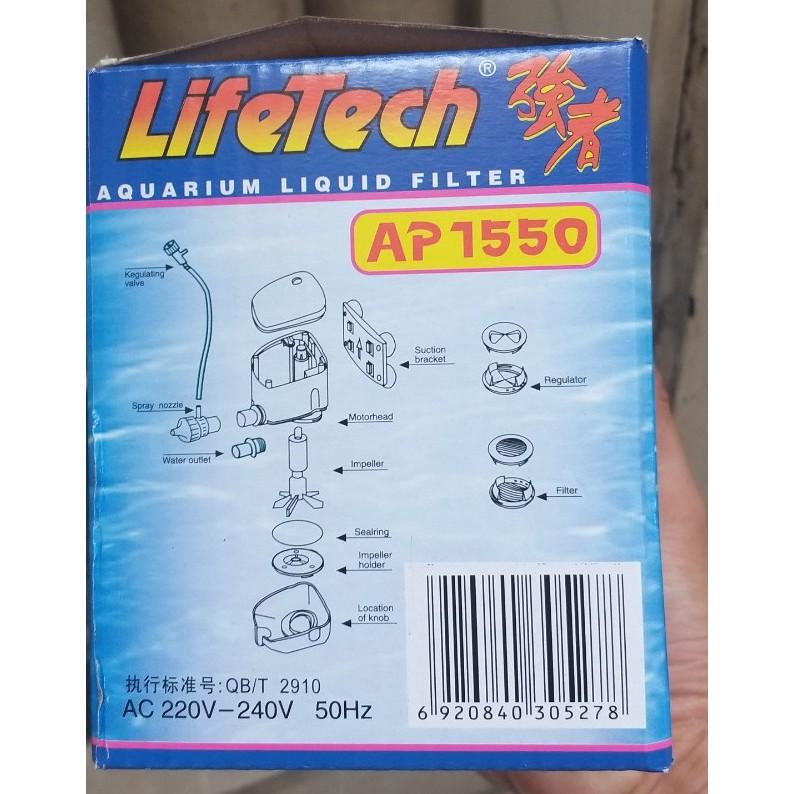 LifeTech® 強者
AQUARIUM LIQUID FILTER
AP1550
Kegulating
valve
Suction
bracket
Regulator
Spray nozzle
Motorhead
Water outlet
Impeller
Filter
Sealring
Impeller
holder
Location
of knob
执行标准号:QB/T 2910
AC 220V-240V 50Hz
6 920840 305278